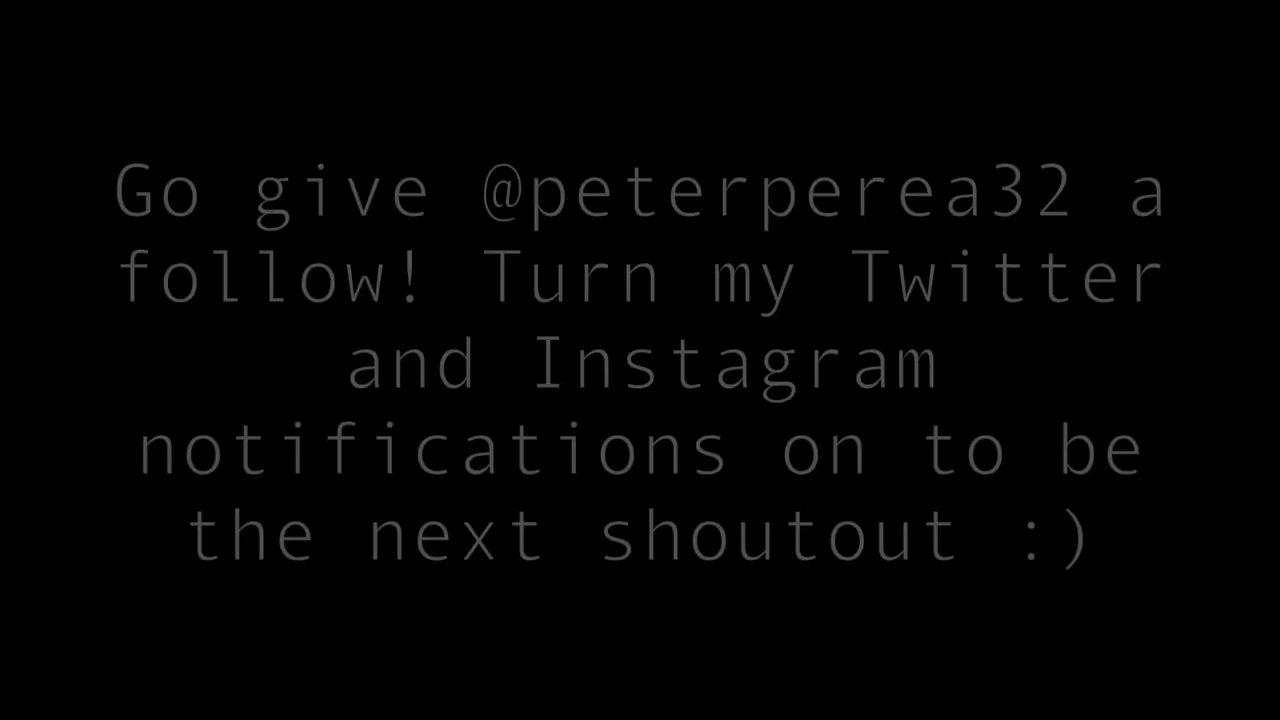 Go give @peterperea32 a
follow! Turn my Twitter
and Instagram
notifications on to be
the next shoutout :)